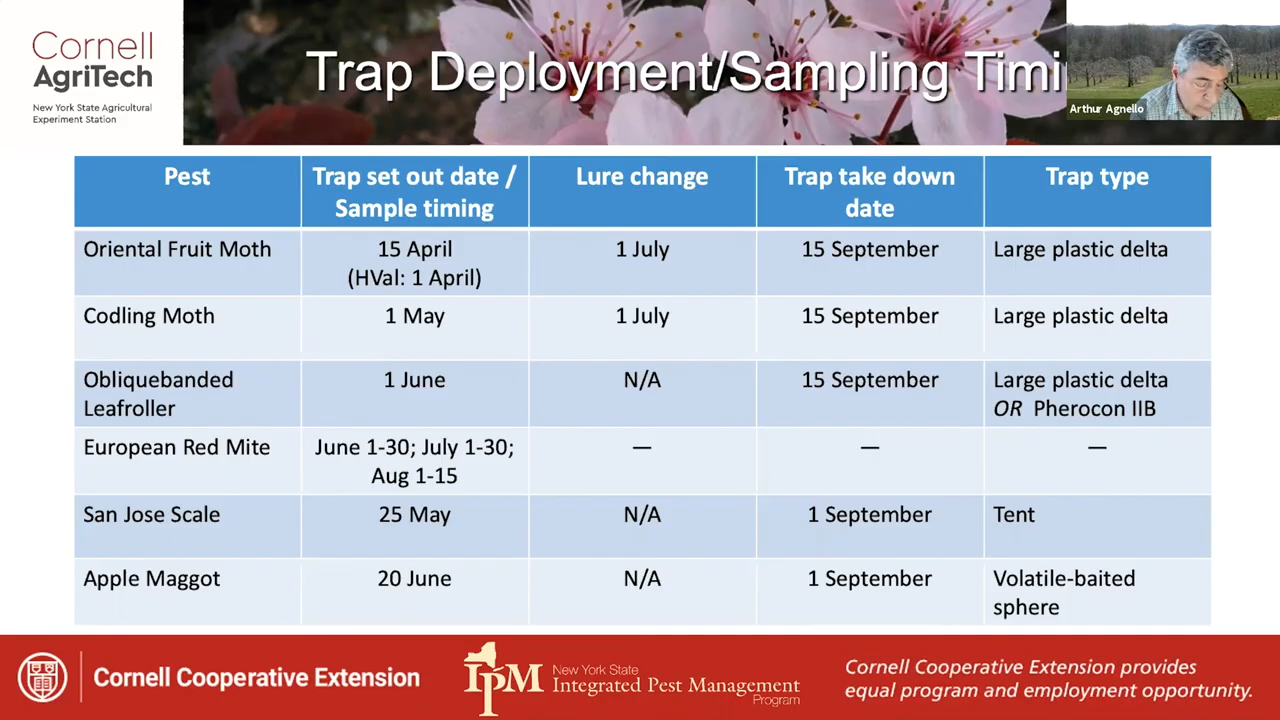 Cornell
AgriTech
New York State Agricultural
Experiment Station
Trap Deployment/Sampling Timi
Arthur Agnello
Pest
Trap set out date /
Sample timing
Lure change
Trap take down
date
Trap type
Oriental Fruit Moth
15 April
(HVal: 1 April)
1 July
15 September
Large plastic delta
Codling Moth
1 May
1 July
15 September
Large plastic delta
Obliquebanded
Leafroller
1 June
N/A
15 September
Large plastic delta
OR Pherocon IIB
European Red Mite
June 1-30; July 1-30;
Aug 1-15
—
—
—
San Jose Scale
25 May
N/A
1 September
Tent
Apple Maggot
20 June
N/A
1 September
Volatile-baited
sphere
Cornell Cooperative Extension
IPM
New York State
Integrated Pest Management
Program
Cornell Cooperative Extension provides
equal program and employment opportunity.